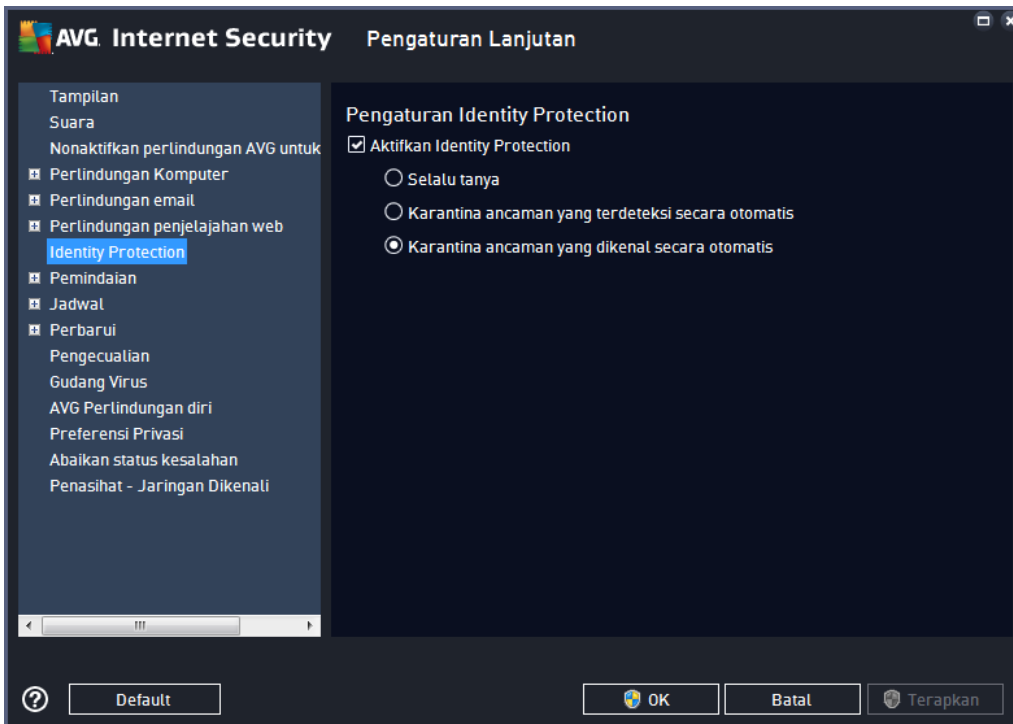 AVG Internet Security Pengaturan Lanjutan
Tampilan
Suara
Nonaktifkan perlindungan AVG untuk
Perlindungan Komputer
Perlindungan email
Perlindungan penjelajahan web
Identity Protection
Pemindaian
Jadwal
Perbarui
Pengecualian
Gudang Virus
AVG Perlindungan diri
Preferensi Privasi
Abaikan status kesalahan
Penasihat - Jaringan Dikenali
Pengaturan Identity Protection
Aktifkan Identity Protection
Selalu tanya
Karantina ancaman yang terdeteksi secara otomatis
Karantina ancaman yang dikenal secara otomatis
? Default OK Batal Terapkan